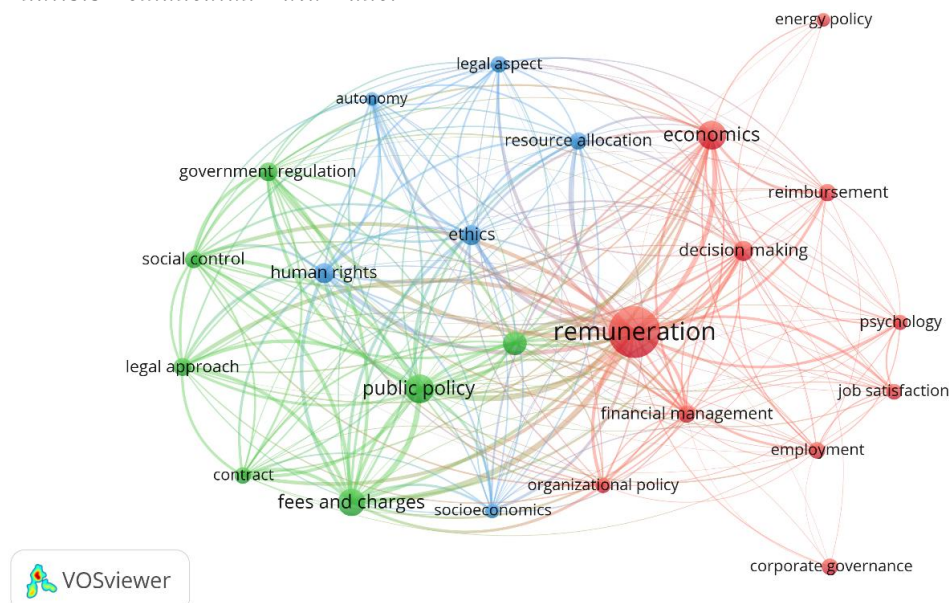 energy policy
legal aspect
autonomy
economics
resource allocation
government regulation
reimbursement
ethics
decision making
social control
human rights
psychology
remuneration
legal approach
public policy
job satisfaction
financial management
employment
contract
organizational policy
fees and charges
socioeconomics
corporate governance
VOSviewer